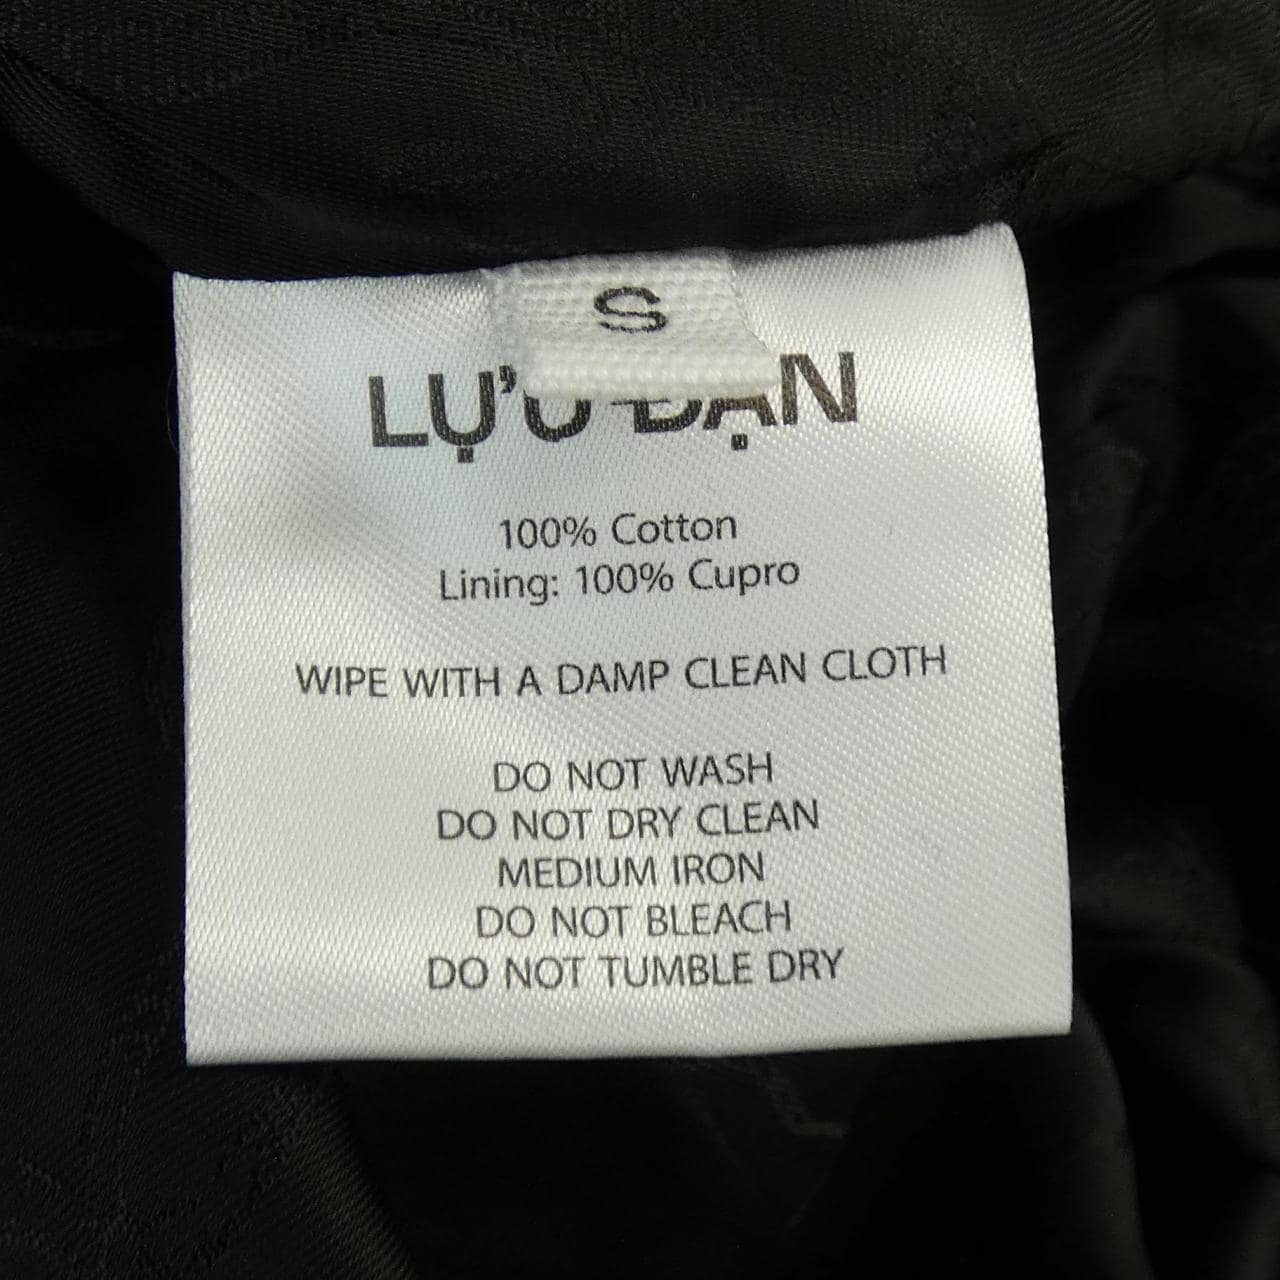 S
LỰU ĐẠN
100% Cotton
Lining: 100% Cupro
WIPE WITH A DAMP CLEAN CLOTH
DO NOT WASH
DO NOT DRY CLEAN
MEDIUM IRON
DO NOT BLEACH
DO NOT TUMBLE DRY